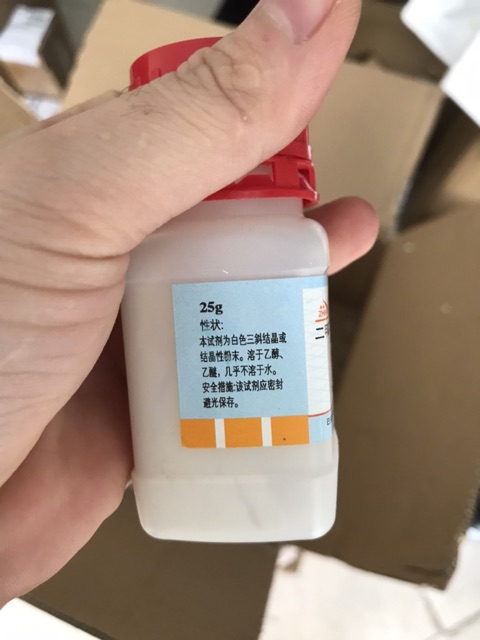 25g
性状:
本试剂为白色三斜结晶或
结晶性粉末。溶于乙醇、
乙醚，几乎不溶于水。
安全措施:该试剂应密封
避光保存。
二